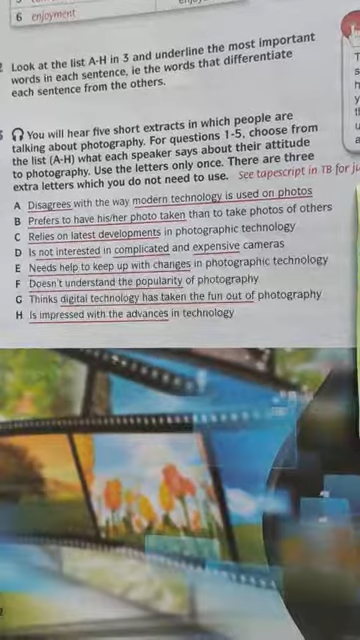 6 enjoyment
Look at the list A-H in 3 and underline the most important
words in each sentence, ie the words that differentiate
each sentence from the others.
You will hear five short extracts in which people are
talking about photography. For questions 1-5, choose from
the list (A-H) what each speaker says about their attitude
to photography. Use the letters only once. There are three
extra letters which you do not need to use. See tapescript in TB for
A Disagrees with the way modern technology is used on photos
B Prefers to have his/her photo taken than to take photos of others
C Relies on latest developments in photographic technology
D Is not interested in complicated and expensive cameras
E Needs help to keep up with changes in photographic technology
F Doesn't understand the popularity of photography
G Thinks digital technology has taken the fun out of photography
H Is impressed with the advances in technology